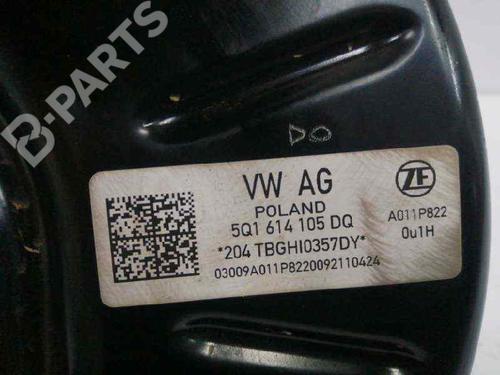 B-PARTS
DO
VW AG
POLAND
5Q1 614 105 DQ
*204 TBGHI0357DY*
03009A011P8220092110424
ZF
A011P822
0u1H